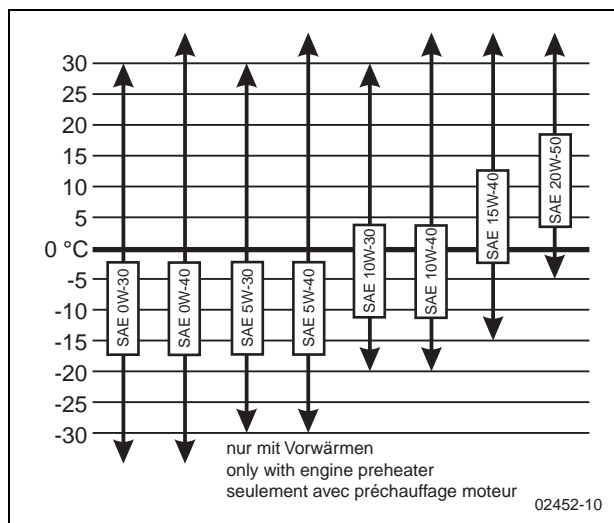 30
25
20
15
10
5
0 °C
-5
-10
-15
-20
-25
-30
SAE 0W-30
SAE 0W-40
SAE 5W-30
SAE 5W-40
SAE 10W-30
SAE 10W-40
SAE 15W-40
SAE 20W-50
nur mit Vorwärmen
only with engine preheater
seulement avec préchauffage moteur
02452-10